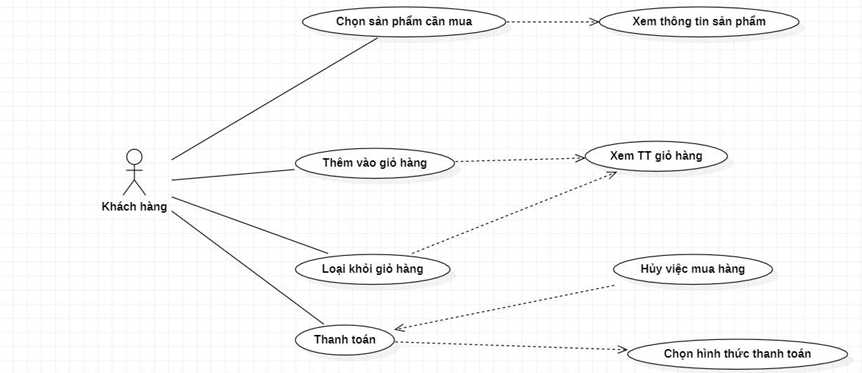 Chọn sản phẩm cần mua
Xem thông tin sản phẩm
Thêm vào giỏ hàng
Xem TT giỏ hàng
Khách hàng
Loại khỏi giỏ hàng
Hủy việc mua hàng
Thanh toán
Chọn hình thức thanh toán